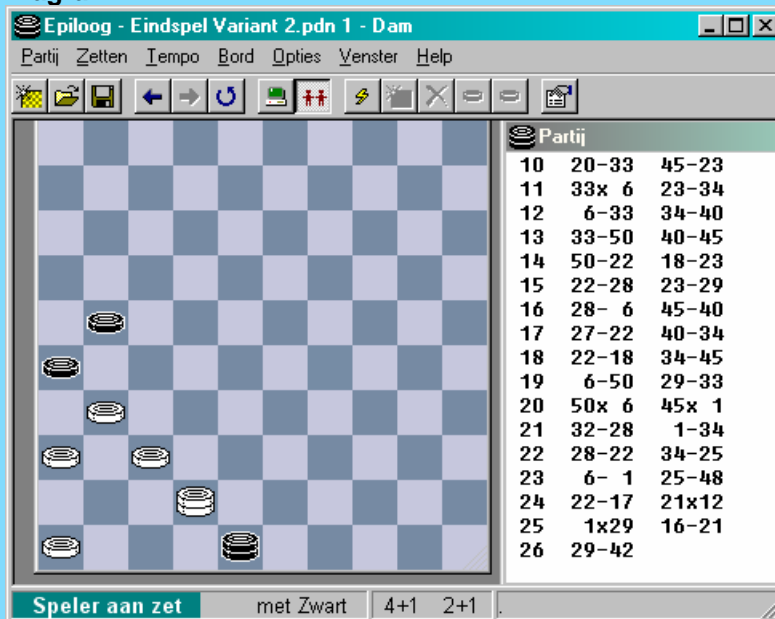 Epiloog - Eindspel Variant 2.pdn 1 - Dam
Partij Zetten Tempo Bord Opties Venster Help
Partij
10 20-33 45-23
11 33x 6 23-34
12 6-33 34-40
13 33-50 40-45
14 50-22 18-23
15 22-28 23-29
16 28- 6 45-40
17 27-22 40-34
18 22-18 34-45
19 6-50 29-33
20 50x 6 45x 1
21 32-28 1-34
22 28-22 34-25
23 6- 1 25-48
24 22-17 21x12
25 1x29 16-21
26 29-42
Speler aan zet met Zwart 4+1 2+1 .